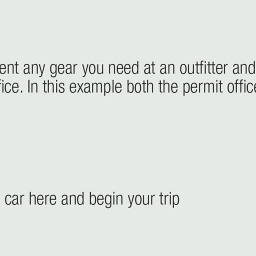 ent any gear you need at an outfitter and
fice. In this example both the permit office
car here and begin your trip